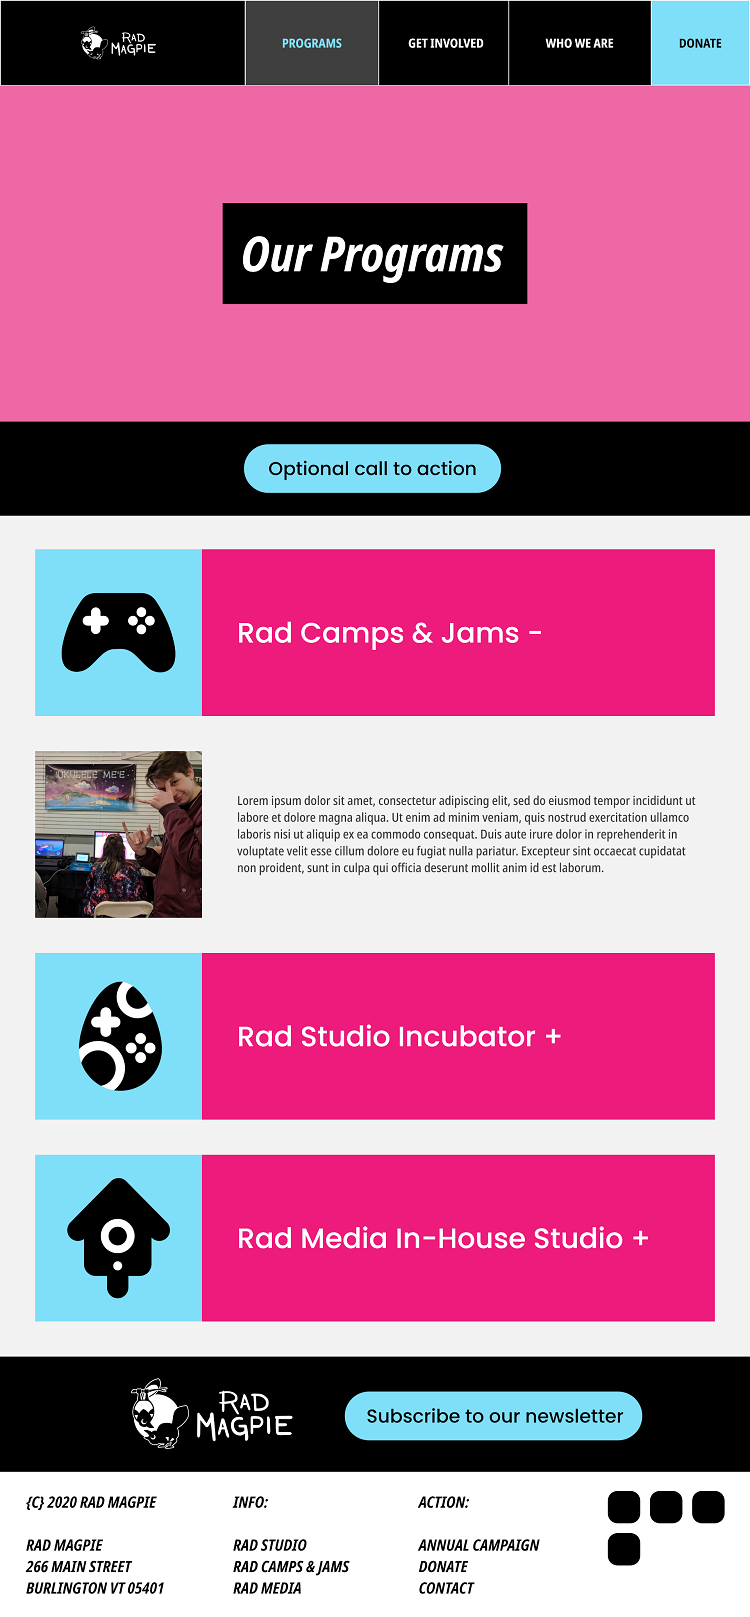 RAD
MAGPIE
PROGRAMS
GET INVOLVED
WHO WE ARE
DONATE
Our Programs
Optional call to action
Rad Camps & Jams -
UKULELE ME'E
Lorem ipsum dolor sit amet, consectetur adipiscing elit, sed do eiusmod tempor incididunt ut
labore et dolore magna aliqua. Ut enim ad minim veniam, quis nostrud exercitation ullamco
laboris nisi ut aliquip ex ea commodo consequat. Duis aute irure dolor in reprehenderit in
voluptate velit esse cillum dolore eu fugiat nulla pariatur. Excepteur sint occaecat cupidatat
non proident, sunt in culpa qui officia deserunt mollit anim id est laborum.
Rad Studio Incubator +
Rad Media In-House Studio +
RAD
MAGPIE
Subscribe to our newsletter
{C} 2020 RAD MAGPIE
RAD MAGPIE
266 MAIN STREET
BURLINGTON VT 05401
INFO:
RAD STUDIO
RAD CAMPS & JAMS
RAD MEDIA
ACTION:
ANNUAL CAMPAIGN
DONATE
CONTACT